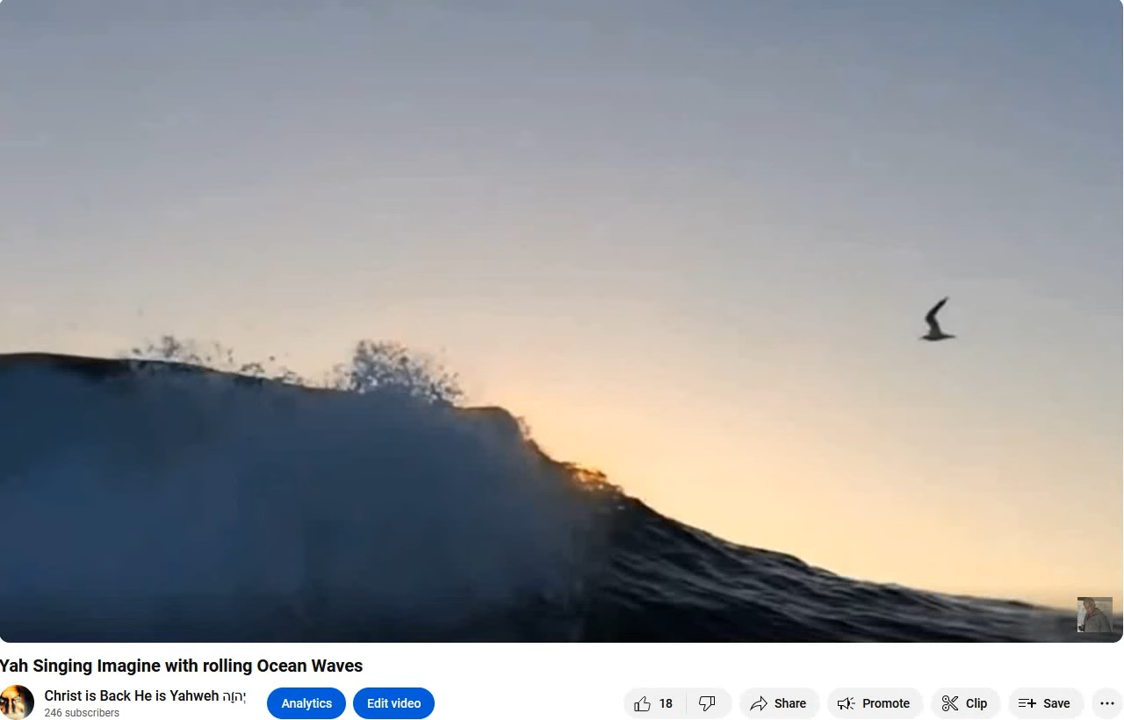 Yah Singing Imagine with rolling Ocean Waves
Christ is Back He is Yahweh יְהוָה
246 subscribers
Analytics
Edit video
18
Share
Promote
Clip
Save